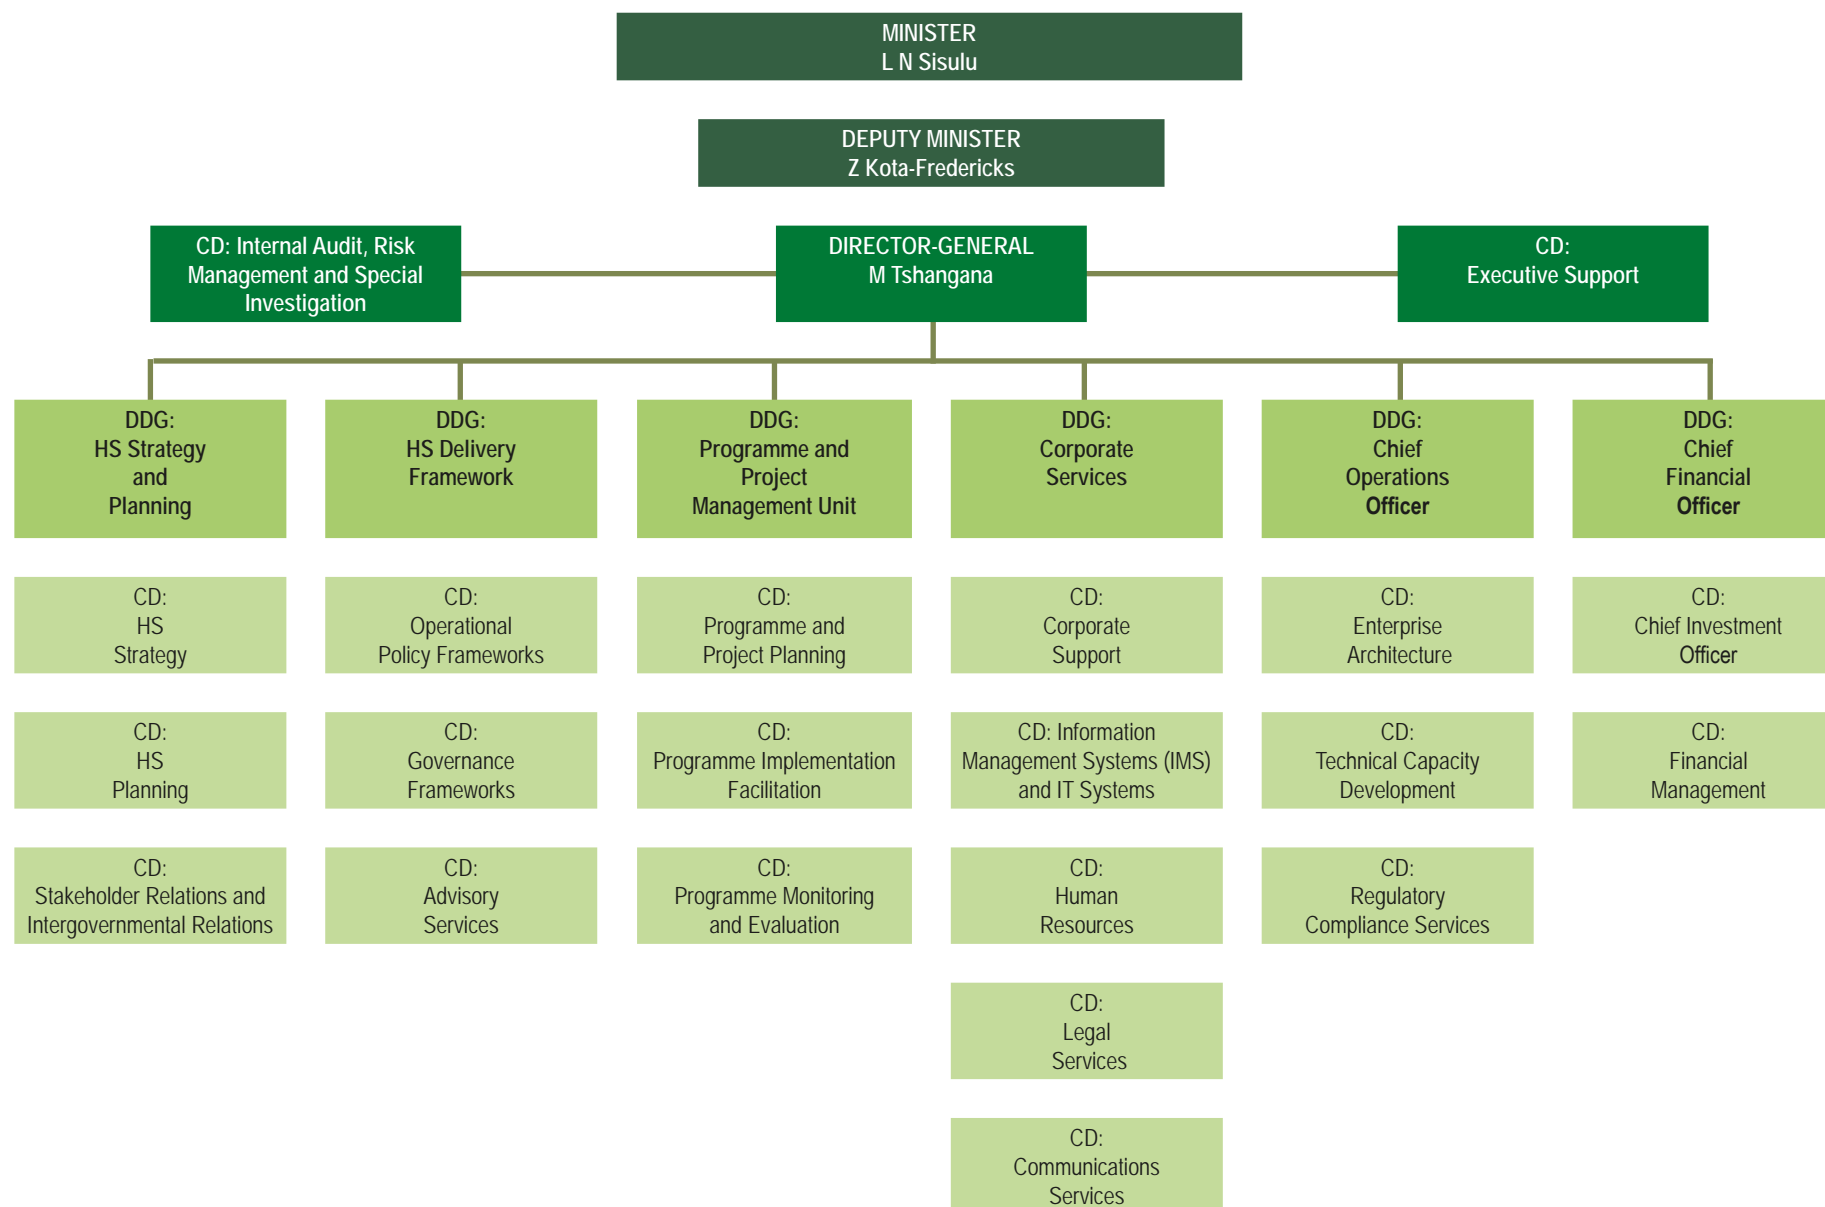 MINISTER
L N Sisulu
DEPUTY MINISTER
Z Kota-Fredericks
CD: Internal Audit, Risk
Management and Special
Investigation
DIRECTOR-GENERAL
M Tshangana
CD:
Executive Support
DDG:
HS Strategy
and
Planning
DDG:
HS Delivery
Framework
DDG:
Programme and
Project
Management Unit
DDG:
Corporate
Services
DDG:
Chief
Operations
Officer
DDG:
Chief
Financial
Officer
CD:
HS
Strategy
CD:
Operational
Policy Frameworks
CD:
Programme and
Project Planning
CD:
Corporate
Support
CD:
Enterprise
Architecture
CD:
Chief Investment
Officer
CD:
HS
Planning
CD:
Governance
Frameworks
CD:
Programme Implementation
Facilitation
CD: Information
Management Systems (IMS)
and IT Systems
CD:
Technical Capacity
Development
CD:
Financial
Management
CD:
Stakeholder Relations and
Intergovernmental Relations
CD:
Advisory
Services
CD:
Programme Monitoring
and Evaluation
CD:
Human
Resources
CD:
Regulatory
Compliance Services
CD:
Legal
Services
CD:
Communications
Services